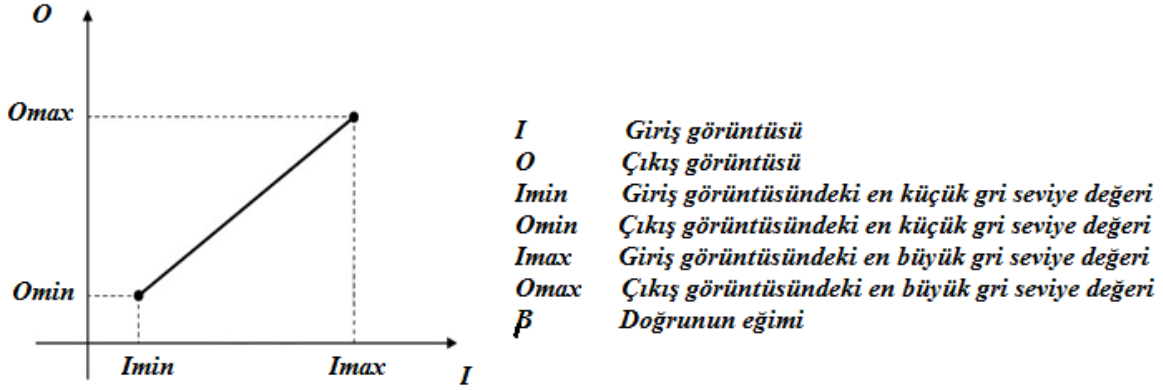 O
Omax
Omin
Imin Imax I
I Giriş görüntüsü
O Çıkış görüntüsü
Imin Giriş görüntüsündeki en küçük gri seviye değeri
Omin Çıkış görüntüsündeki en küçük gri seviye değeri
Imax Giriş görüntüsündeki en büyük gri seviye değeri
Omax Çıkış görüntüsündeki en büyük gri seviye değeri
β Doğrunun eğimi